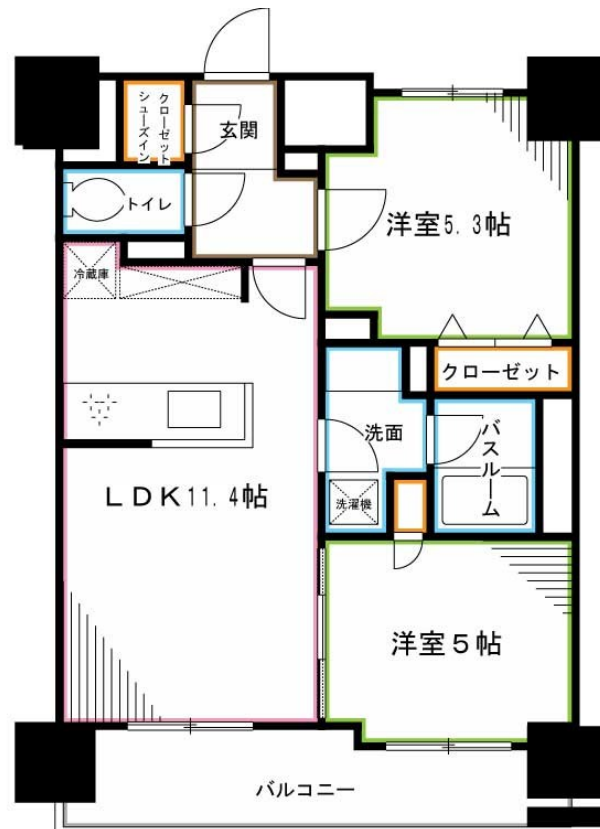 シューズイン
クローゼット
玄関
トイレ
洋室5.3帖
冷蔵庫
クローゼット
洗面
バスルーム
LDK11.4帖
洗濯機
洋室5帖
バルコニー